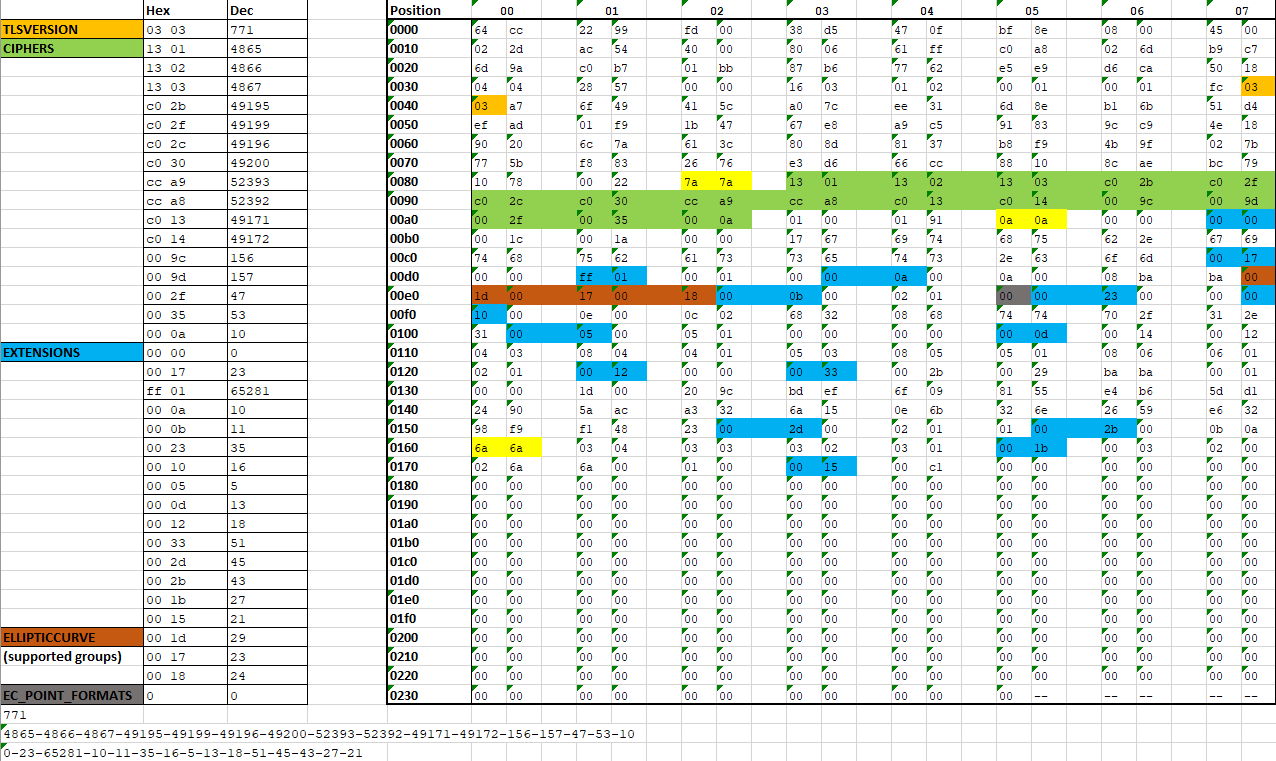 Hex Dec Position 00 01 02 03 04 05 06 07
TLSVERSION 03 03 771 0000 64 cc 22 99 fd 00 38 d5 47 0f bf 8e 08 00 45 00
CIPHERS 13 01 4865 0010 02 2d ac 54 40 00 80 06 61 ff c0 a8 02 6d b9 c7
13 02 4866 0020 6d 9a c0 b7 01 bb 87 b6 77 62 e5 e9 d6 ca 50 18
13 03 4867 0030 04 04 28 57 00 00 16 03 01 02 00 01 00 01 fc 03
c0 2b 49195 0040 03 a7 6f 49 41 5c a0 7c ee 31 6d 8e b1 6b 51 d4
c0 2f 49199 0050 ef ad 01 f9 1b 47 67 e8 a9 c5 91 83 9c c9 4e 18
c0 2c 49196 0060 90 20 6c 7a 61 3c 80 8d 81 37 b8 f9 4b 9f 02 7b
c0 30 49200 0070 77 5b f8 83 26 76 e3 d6 66 cc 88 10 8c ae bc 79
cc a9 52393 0080 10 78 00 22 7a 7a 13 01 13 02 13 03 c0 2b c0 2f
cc a8 52392 0090 c0 2c c0 30 cc a9 cc a8 c0 13 c0 14 00 9c 00 9d
c0 13 49171 00a0 00 2f 00 35 00 0a 01 00 01 91 0a 0a 00 00 00 00
c0 14 49172 00b0 00 1c 00 1a 00 00 17 67 69 74 68 75 62 2e 67 69
00 9c 156 00c0 74 68 75 62 61 73 73 65 74 73 2e 63 6f 6d 00 17
00 9d 157 00d0 00 00 ff 01 00 01 00 00 0a 00 0a 00 08 ba ba 00
00 2f 47 00e0 1d 00 17 00 18 00 0b 00 02 01 00 00 23 00 00 00
00 35 53 00f0 10 00 0e 00 0c 02 68 32 08 68 74 74 70 2f 31 2e
00 0a 10 0100 31 00 05 00 05 01 00 00 00 00 00 0d 00 14 00 12
EXTENSIONS 00 00 0 0110 04 03 08 04 04 01 05 03 08 05 05 01 08 06 06 01
00 17 23 0120 02 01 00 12 00 00 00 33 00 2b 00 29 ba ba 00 01
ff 01 65281 0130 00 00 1d 00 20 9c bd ef 6f 09 81 55 e4 b6 5d d1
00 0a 10 0140 24 90 5a ac a3 32 6a 15 0e 6b 32 6e 26 59 e6 32
00 0b 11 0150 98 f9 f1 48 23 00 2d 00 02 01 01 00 2b 00 0b 0a
00 23 35 0160 6a 6a 03 04 03 03 03 02 03 01 00 1b 00 03 02 00
00 10 16 0170 02 6a 6a 00 01 00 00 15 00 c1 00 00 00 00 00 00
00 05 5 0180 00 00 00 00 00 00 00 00 00 00 00 00 00 00 00 00
00 0d 13 0190 00 00 00 00 00 00 00 00 00 00 00 00 00 00 00 00
00 12 18 01a0 00 00 00 00 00 00 00 00 00 00 00 00 00 00 00 00
00 33 51 01b0 00 00 00 00 00 00 00 00 00 00 00 00 00 00 00 00
00 2d 45 01c0 00 00 00 00 00 00 00 00 00 00 00 00 00 00 00 00
00 2b 43 01d0 00 00 00 00 00 00 00 00 00 00 00 00 00 00 00 00
00 1b 27 01e0 00 00 00 00 00 00 00 00 00 00 00 00 00 00 00 00
00 15 21 01f0 00 00 00 00 00 00 00 00 00 00 00 00 00 00 00 00
ELLIPTICCURVE 00 1d 29 0200 00 00 00 00 00 00 00 00 00 00 00 00 00 00 00 00
(supported groups) 00 17 23 0210 00 00 00 00 00 00 00 00 00 00 00 00 00 00 00 00
00 18 24 0220 00 00 00 00 00 00 00 00 00 00 00 00 00 00 00 00
EC_POINT_FORMATS 0 0 0230 00 00 00 00 00 00 00 00 00 00 00 -- -- -- -- --
771
4865-4866-4867-49195-49199-49196-49200-52393-52392-49171-49172-156-157-47-53-10
0-23-65281-10-11-35-16-5-13-18-51-45-43-27-21